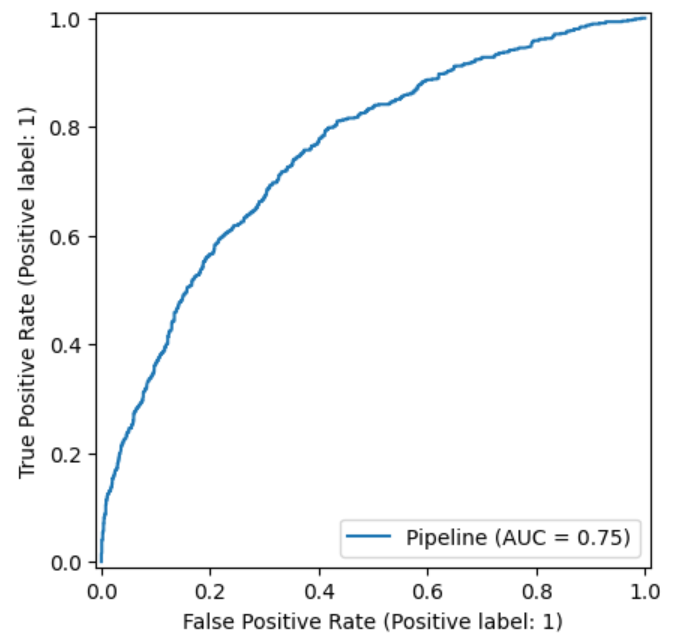 1.0
0.8
0.6
0.4
0.2
0.0
True Positive Rate (Positive label: 1)
Pipeline (AUC = 0.75)
0.0 0.2 0.4 0.6 0.8 1.0
False Positive Rate (Positive label: 1)